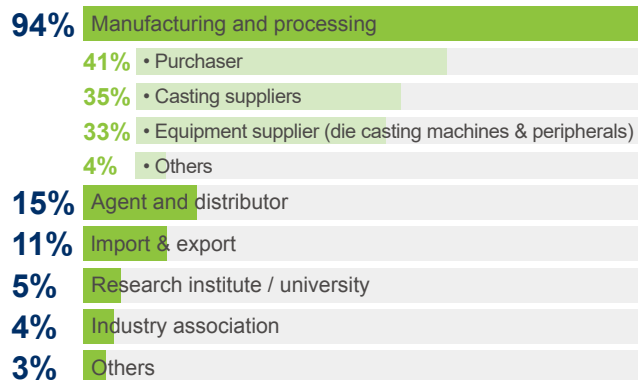 94% Manufacturing and processing
41% • Purchaser
35% • Casting suppliers
33% • Equipment supplier (die casting machines & peripherals)
4% • Others
15% Agent and distributor
11% Import & export
5% Research institute / university
4% Industry association
3% Others